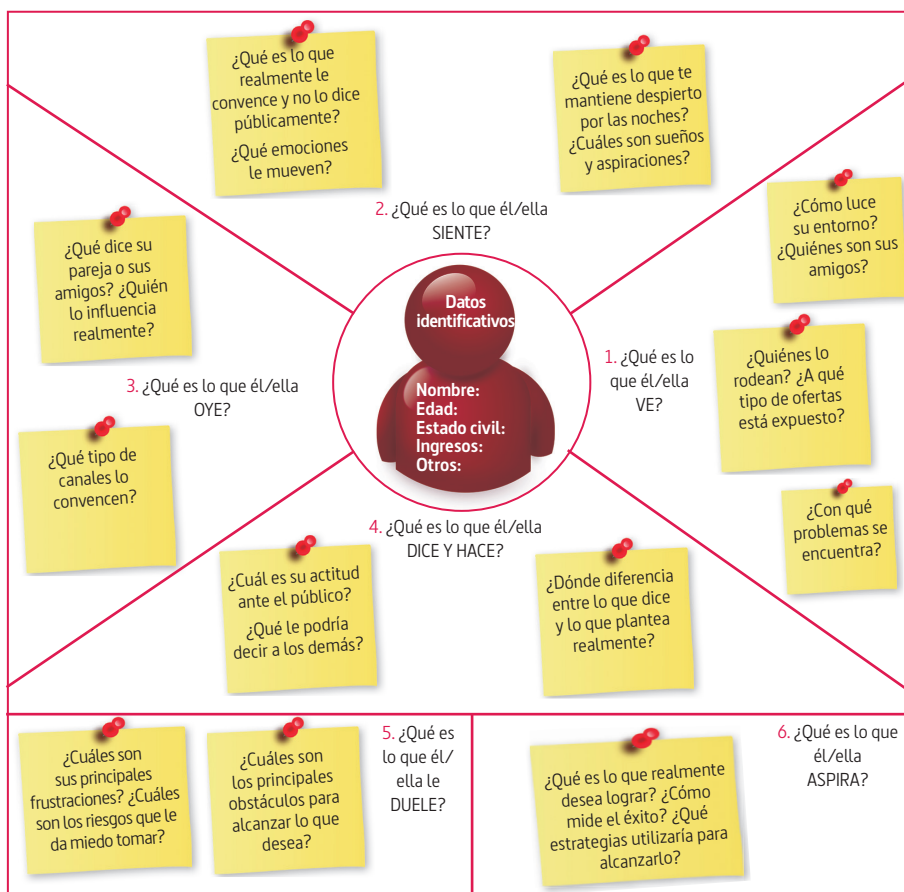 ¿Qué es lo que
realmente le
convence y no lo dice
públicamente?
¿Qué emociones
le mueven?
¿Qué es lo que te
mantiene despierto
por las noches?
¿Cuáles son sueños
y aspiraciones?
2. ¿Qué es lo que él/ella
SIENTE?
¿Cómo luce
su entorno?
¿Quiénes son sus
amigos?
¿Quiénes lo
rodean? ¿A qué
tipo de ofertas
está expuesto?
¿Con qué
problemas se
encuentra?
1. ¿Qué es lo
que él/ella
VE?
¿Qué dice su
pareja o sus
amigos? ¿Quién
lo influencia
realmente?
3. ¿Qué es lo que él/ella
OYE?
¿Qué tipo de
canales lo
convencen?
Datos
identificativos
Nombre:
Edad:
Estado civil:
Ingresos:
Otros:
4. ¿Qué es lo que él/ella
DICE Y HACE?
¿Cuál es su actitud
ante el público?
¿Qué le podría
decir a los demás?
¿Dónde diferencia
entre lo que dice
y lo que plantea
realmente?
¿Cuáles son
sus principales
frustraciones? ¿Cuáles
son los riesgos que le
da miedo tomar?
¿Cuáles son
los principales
obstáculos para
alcanzar lo que
desea?
5. ¿Qué es
lo que él/
ella le
DUELE?
¿Qué es lo que realmente
desea lograr? ¿Cómo
mide el éxito? ¿Qué
estrategias utilizaría para
alcanzarlo?
6. ¿Qué es lo que
él/ella
ASPIRA?